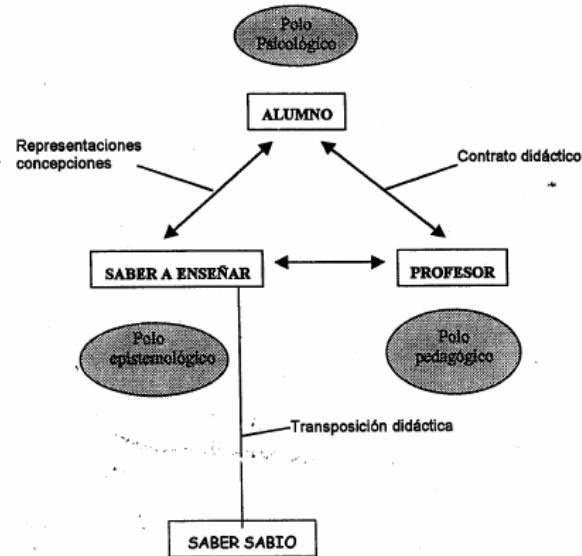 Polo
Psicológico
ALUMNO
Representaciones
concepciones
Contrato didáctico
SABER A ENSEÑAR
PROFESOR
Polo
epistemológico
Polo
pedagógico
Transposición didáctica
SABER SABIO